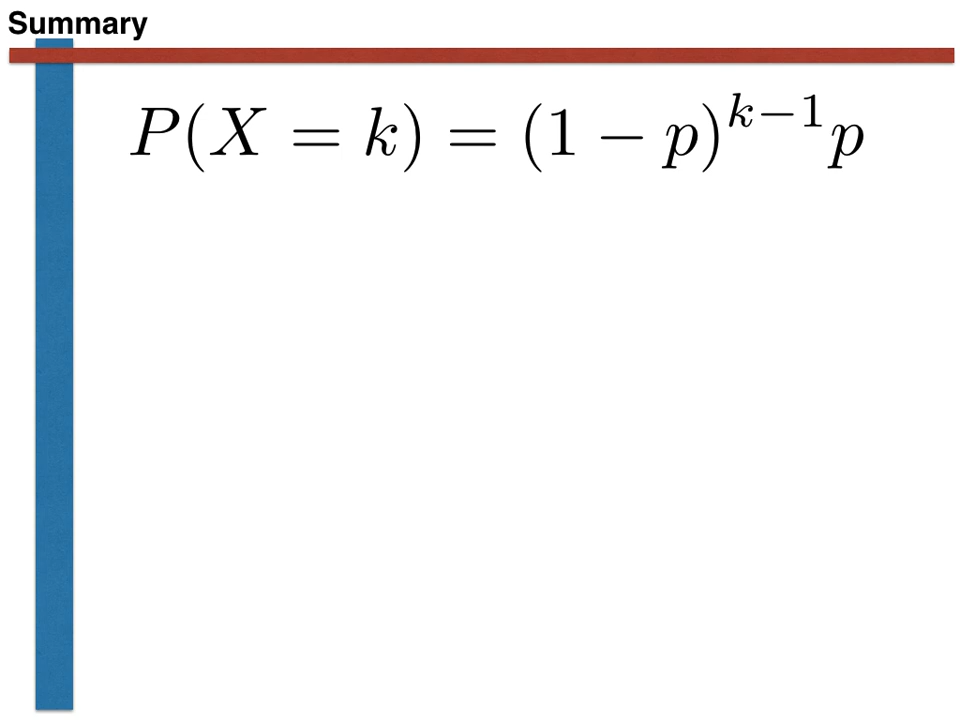 Summary
P(X = k) = (1 − p)^{k−1}p